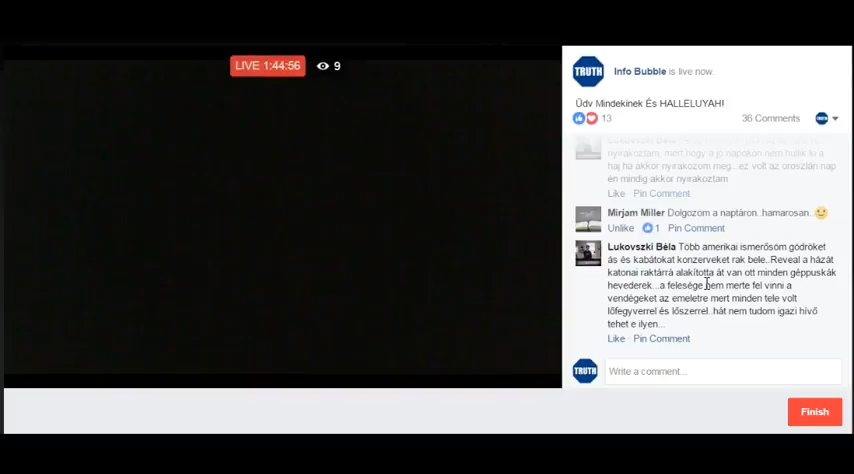 LIVE 1:44:56
9
TRUTH
Info Bubble is live now.
Üdv Mindekinek És HALLELUYAH!
13
36 Comments
TRUTH
Lukovszki Béla
nyirakoztam, mert hogy a jó napokon nem hullik ki a
haj ha akkor nyirakozom meg...ez volt az oroszlán nap
én mindig akkor nyirakoztam
Like Pin Comment
Mirjam Miller Dolgozom a naptáron..hamarosan..
Unlike 1 Pin Comment
Lukovszki Béla Több amerikai ismerősöm gödröket
ás és kabátokat konzerveket rak bele..Reveal a házát
katonai raktárrá alakította át van ott minden géppuskák
hevederek...a felesége nem merte fel vinni a
vendégeket az emeletre mert minden tele volt
lőfegyverrel és lőszerrel..hát nem tudom igazi hívő
tehet e ilyen...
Like Pin Comment
TRUTH
Write a comment...
Finish